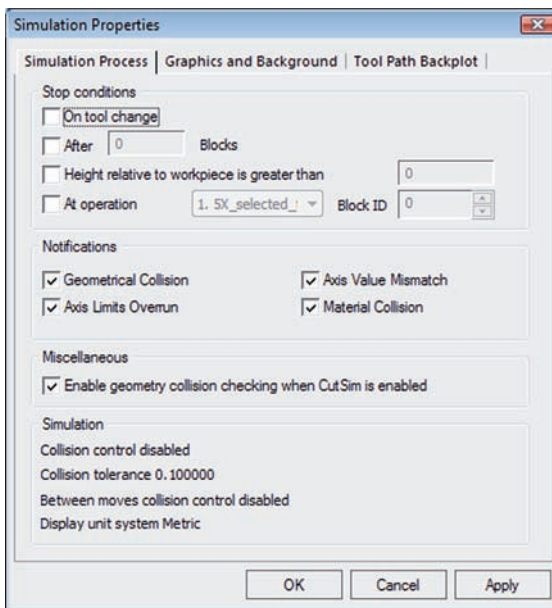 Simulation Properties
Simulation Process | Graphics and Background | Tool Path Backplot |
Stop conditions
On tool change
After 0 Blocks
Height relative to workpiece is greater than 0
At operation 1. 5X_selected_ Block ID 0
Notifications
Geometrical Collision Axis Value Mismatch
Axis Limits Overrun Material Collision
Miscellaneous
Enable geometry collision checking when CutSim is enabled
Simulation
Collision control disabled
Collision tolerance 0.100000
Between moves collision control disabled
Display unit system Metric
OK Cancel Apply